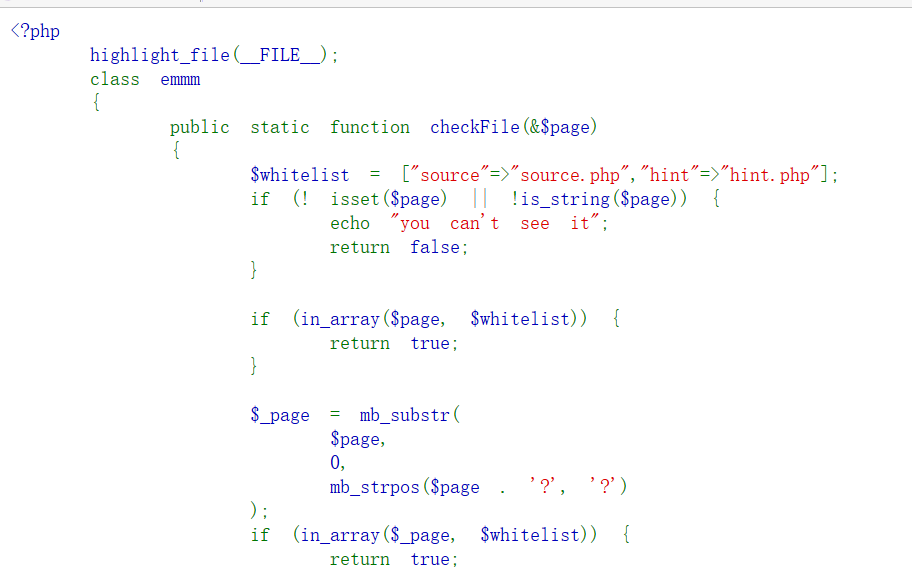 <?php
highlight_file(__FILE__);
class emmm
{
public static function checkFile(&$page)
{
$whitelist = ["source"=>"source.php","hint"=>"hint.php"];
if (! isset($page) || !is_string($page)) {
echo "you can't see it";
return false;
}
if (in_array($page, $whitelist)) {
return true;
}
$_page = mb_substr(
$page,
0,
mb_strpos($page . '?', '?')
);
if (in_array($_page, $whitelist)) {
return true;